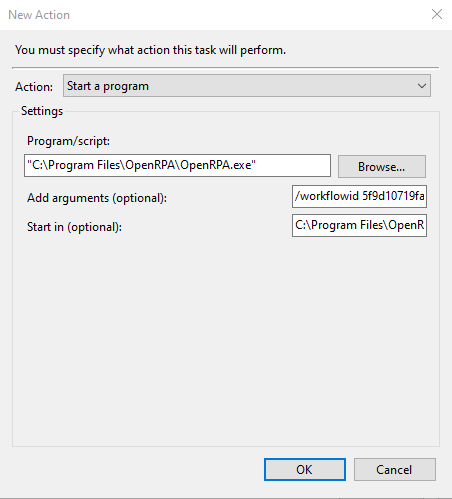 New Action
You must specify what action this task will perform.
Action: Start a program
Settings
Program/script:
"C:\Program Files\OpenRPA\OpenRPA.exe" Browse...
Add arguments (optional): /workflowid 5f9d10719fa
Start in (optional): C:\Program Files\OpenR
OK Cancel